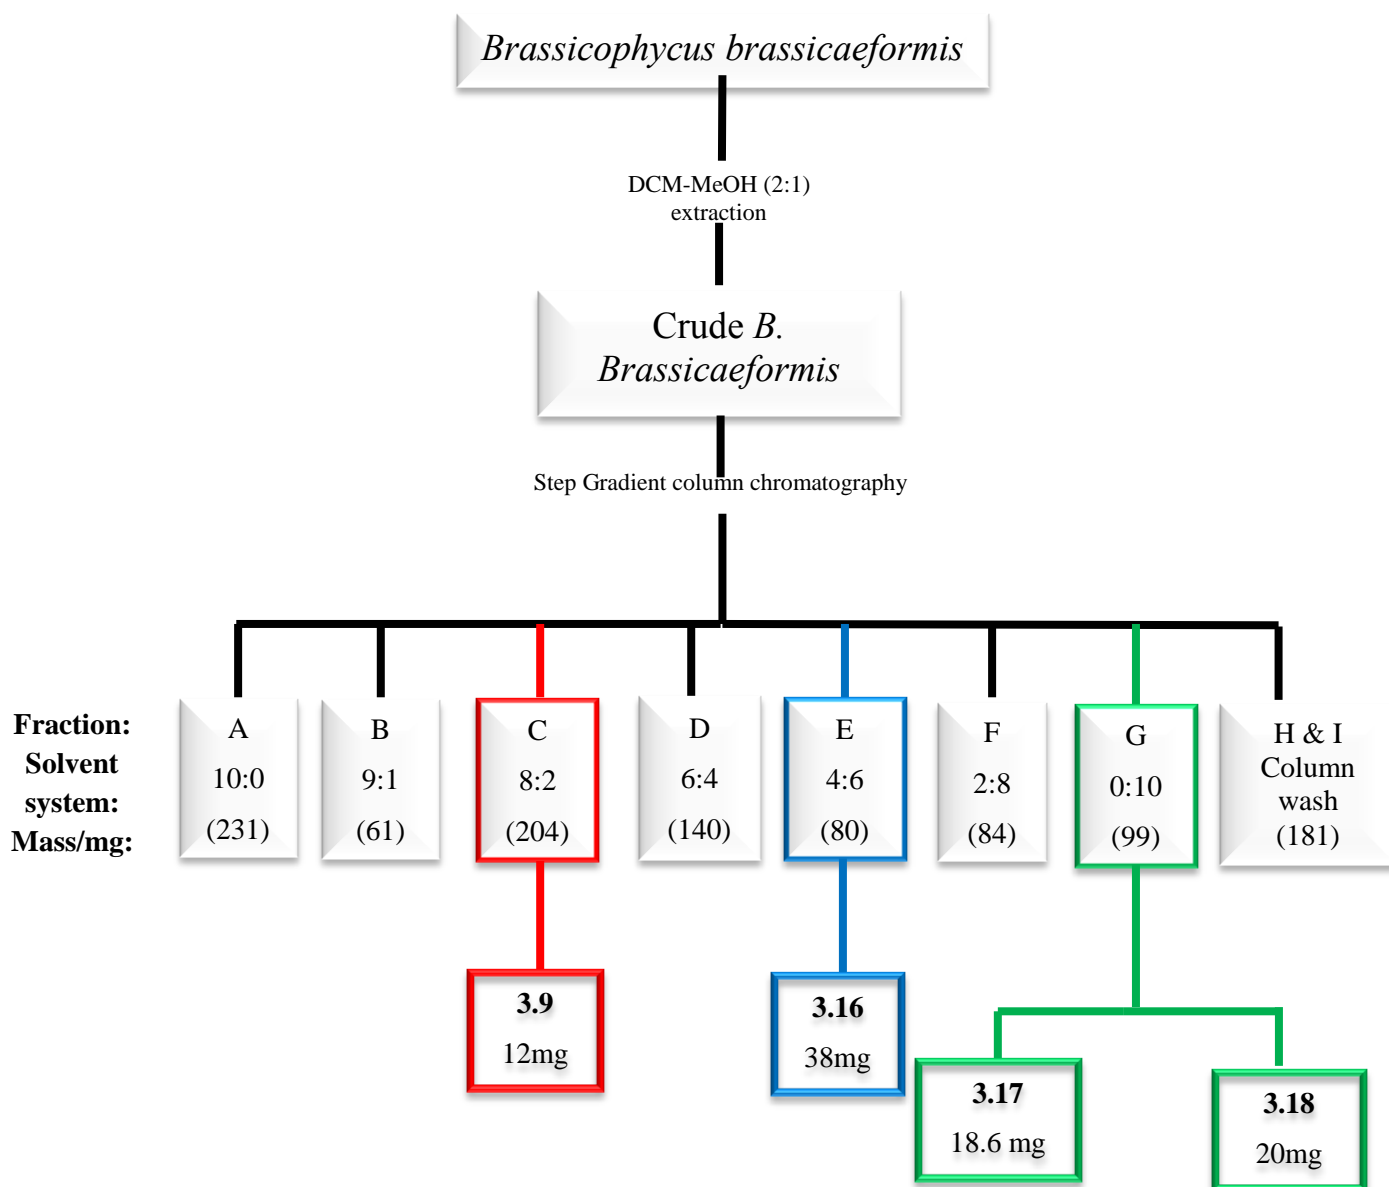 Brassicophycus brassicaeformis
DCM-MeOH (2:1)
extraction
Crude B.
Brassicaeformis
Step Gradient column chromatography
Fraction:
Solvent
system:
Mass/mg:
A
10:0
(231)
B
9:1
(61)
C
8:2
(204)
D
6:4
(140)
E
4:6
(80)
F
2:8
(84)
G
0:10
(99)
H & I
Column
wash
(181)
3.9
12mg
3.16
38mg
3.17
18.6 mg
3.18
20mg